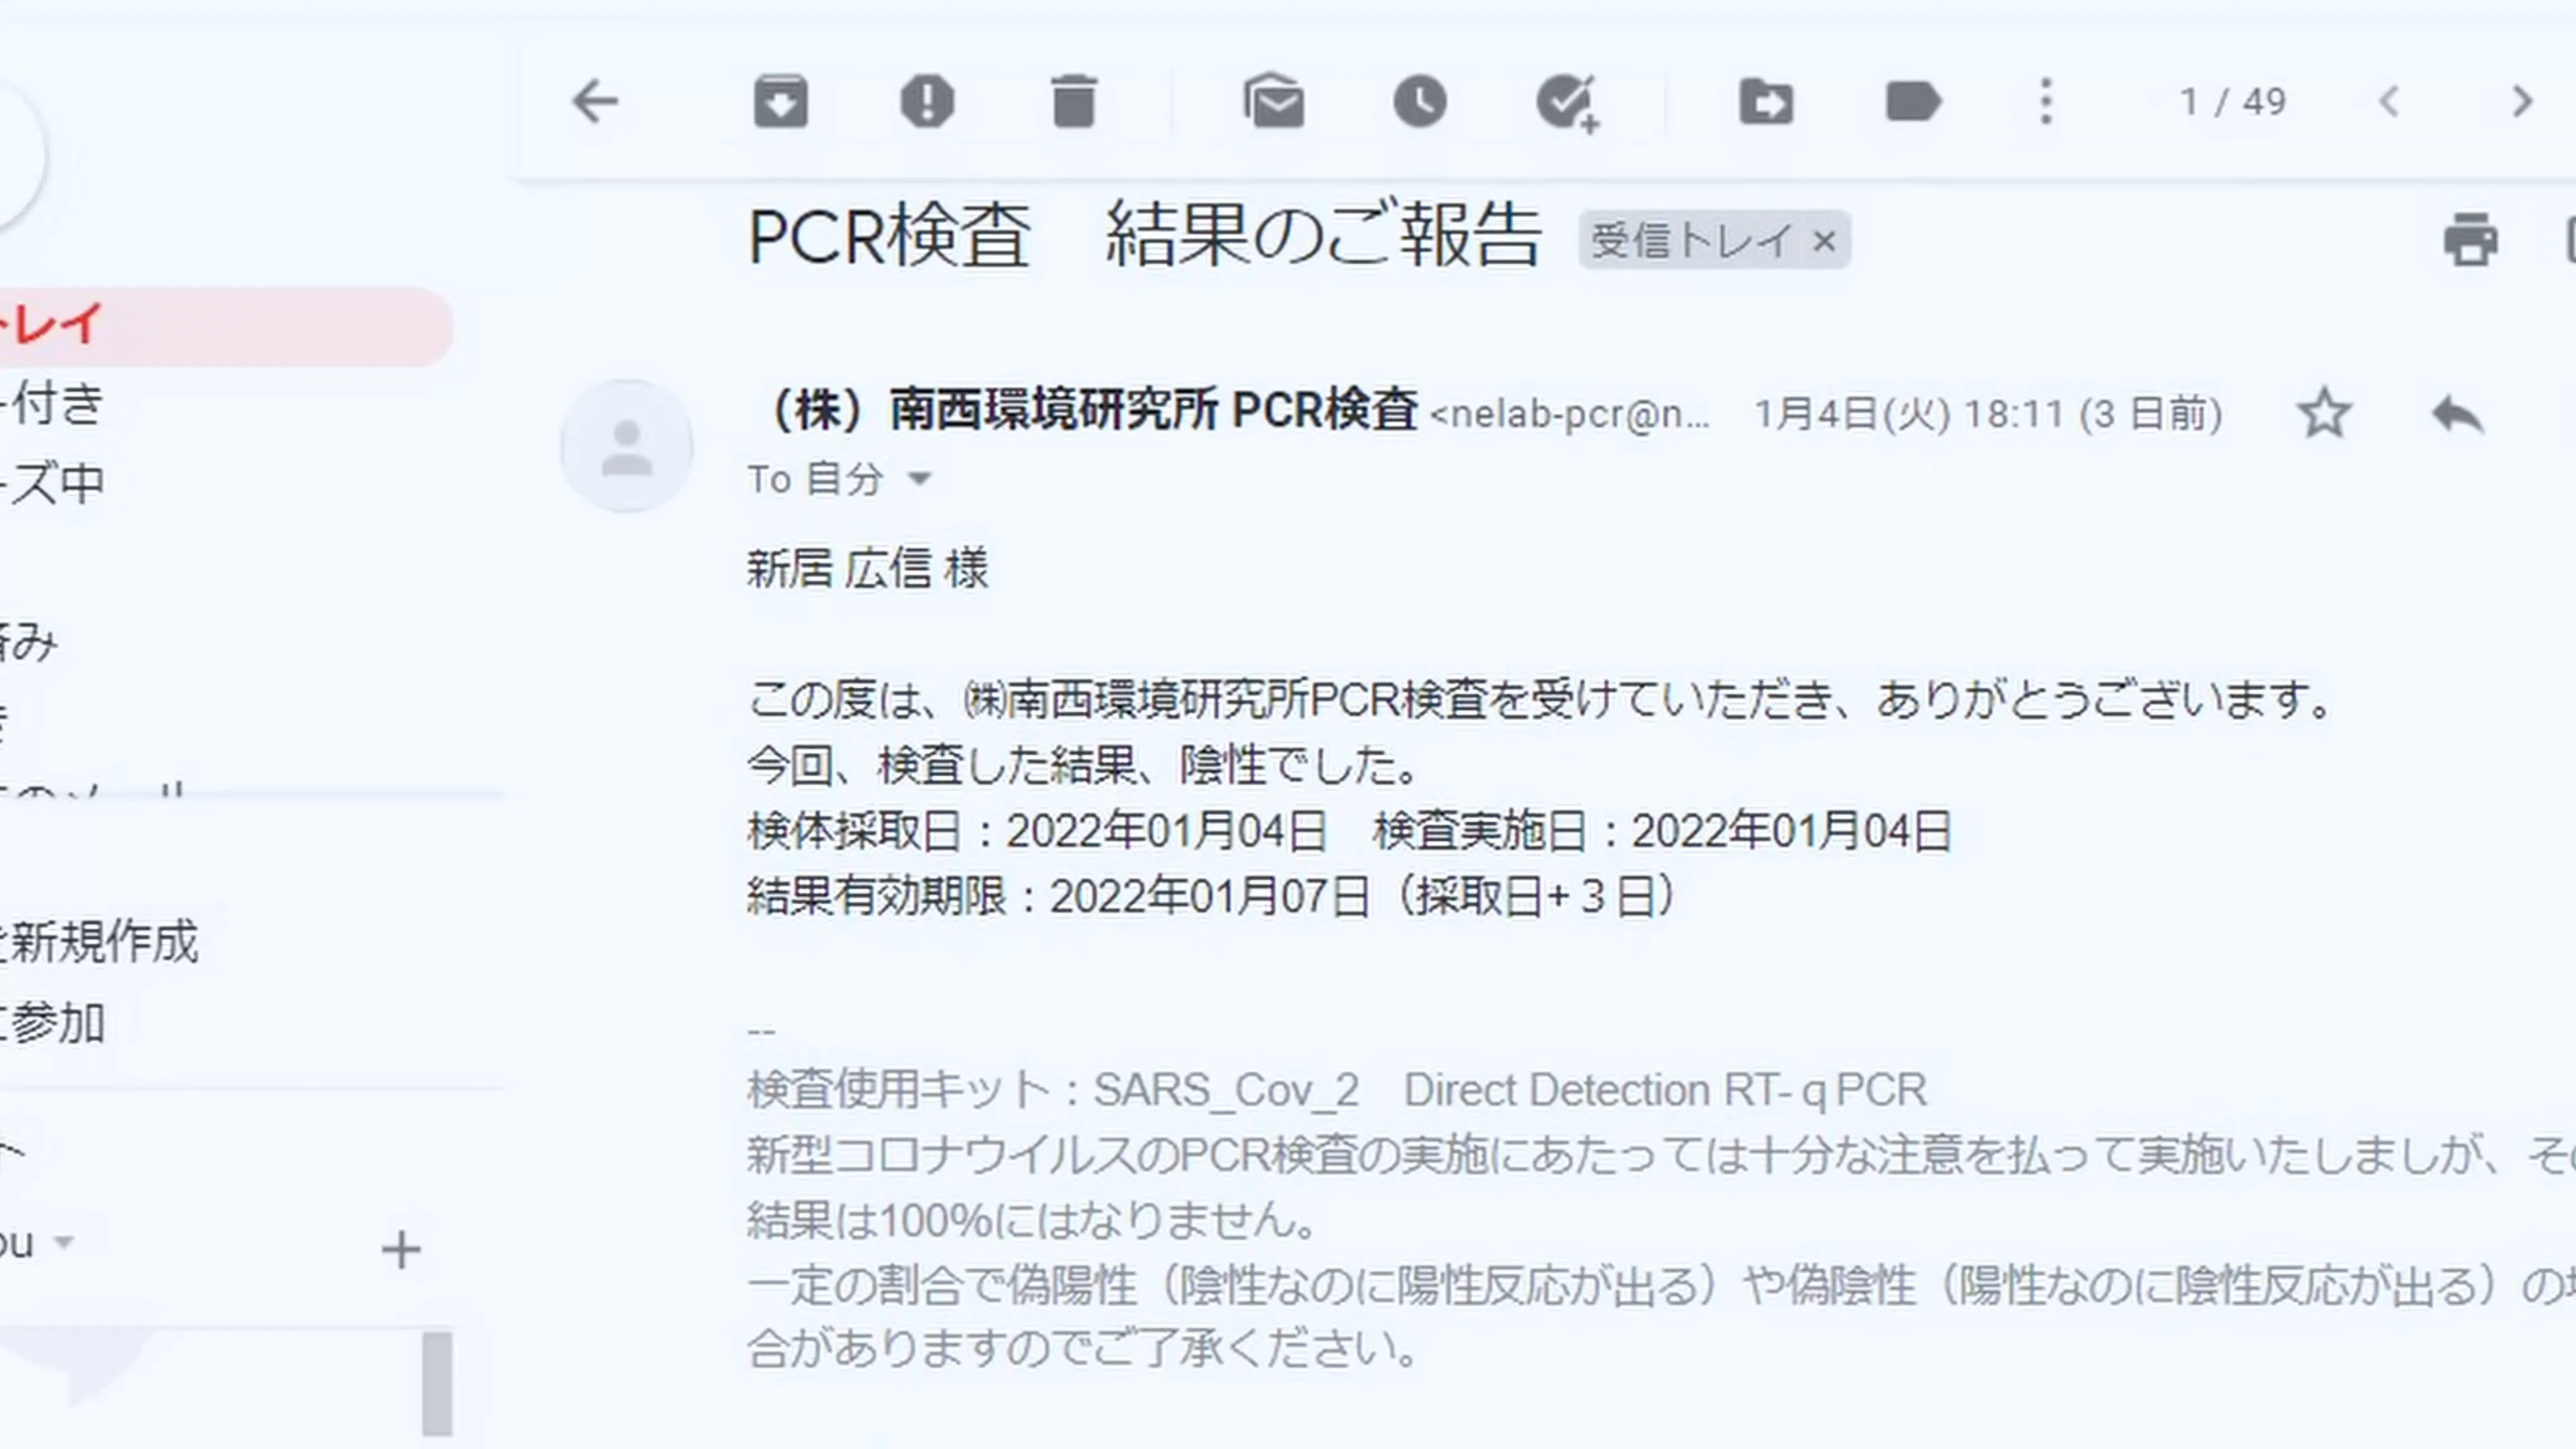 1 / 49
PCR検査　結果のご報告 受信トレイ ×
トレイ
（株）南西環境研究所 PCR検査 <nelab-pcr@n... 1月4日(火) 18:11 (3 日前)
付き
To 自分
ズ中
新居 広信 様
済み
この度は、㈱南西環境研究所PCR検査を受けていただき、ありがとうございます。
今回、検査した結果、陰性でした。
検体採取日：2022年01月04日　検査実施日：2022年01月04日
結果有効期限：2022年01月07日（採取日+３日）
を新規作成
に参加
--
検査使用キット：SARS_Cov_2　Direct Detection RT-ｑPCR
新型コロナウイルスのPCR検査の実施にあたっては十分な注意を払って実施いたしましが、その
結果は100%にはなりません。
ou
一定の割合で偽陽性（陰性なのに陽性反応が出る）や偽陰性（陽性なのに陰性反応が出る）の場
合がありますのでご了承ください。